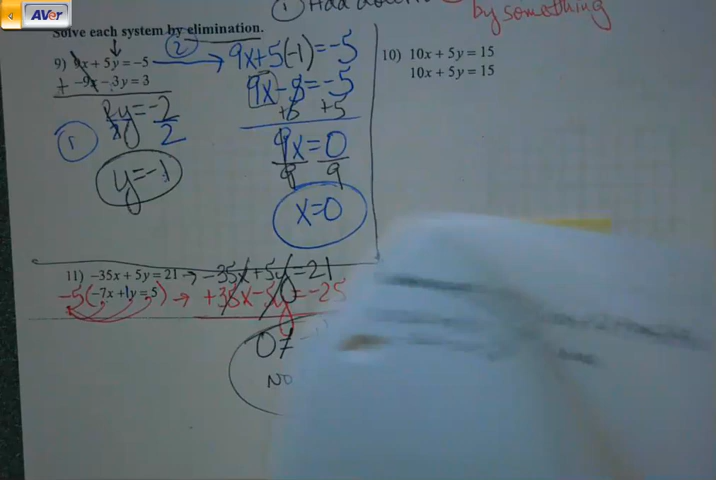 AVer
by something
Solve each system by elimination.
9) 9x + 5y = -5
+ -9x - 3y = 3
2y = -2
2
①
y = -1
②
9x + 5(-1) = -5
9x - 5 = -5
+5 +5
9x = 0
9 9
x = 0
10) 10x + 5y = 15
10x + 5y = 15
11) -35x + 5y = 21 → -35x + 5y = 21
-5(-7x + 1y = 5) → +35x - 5y = -25
0 ≠
NO